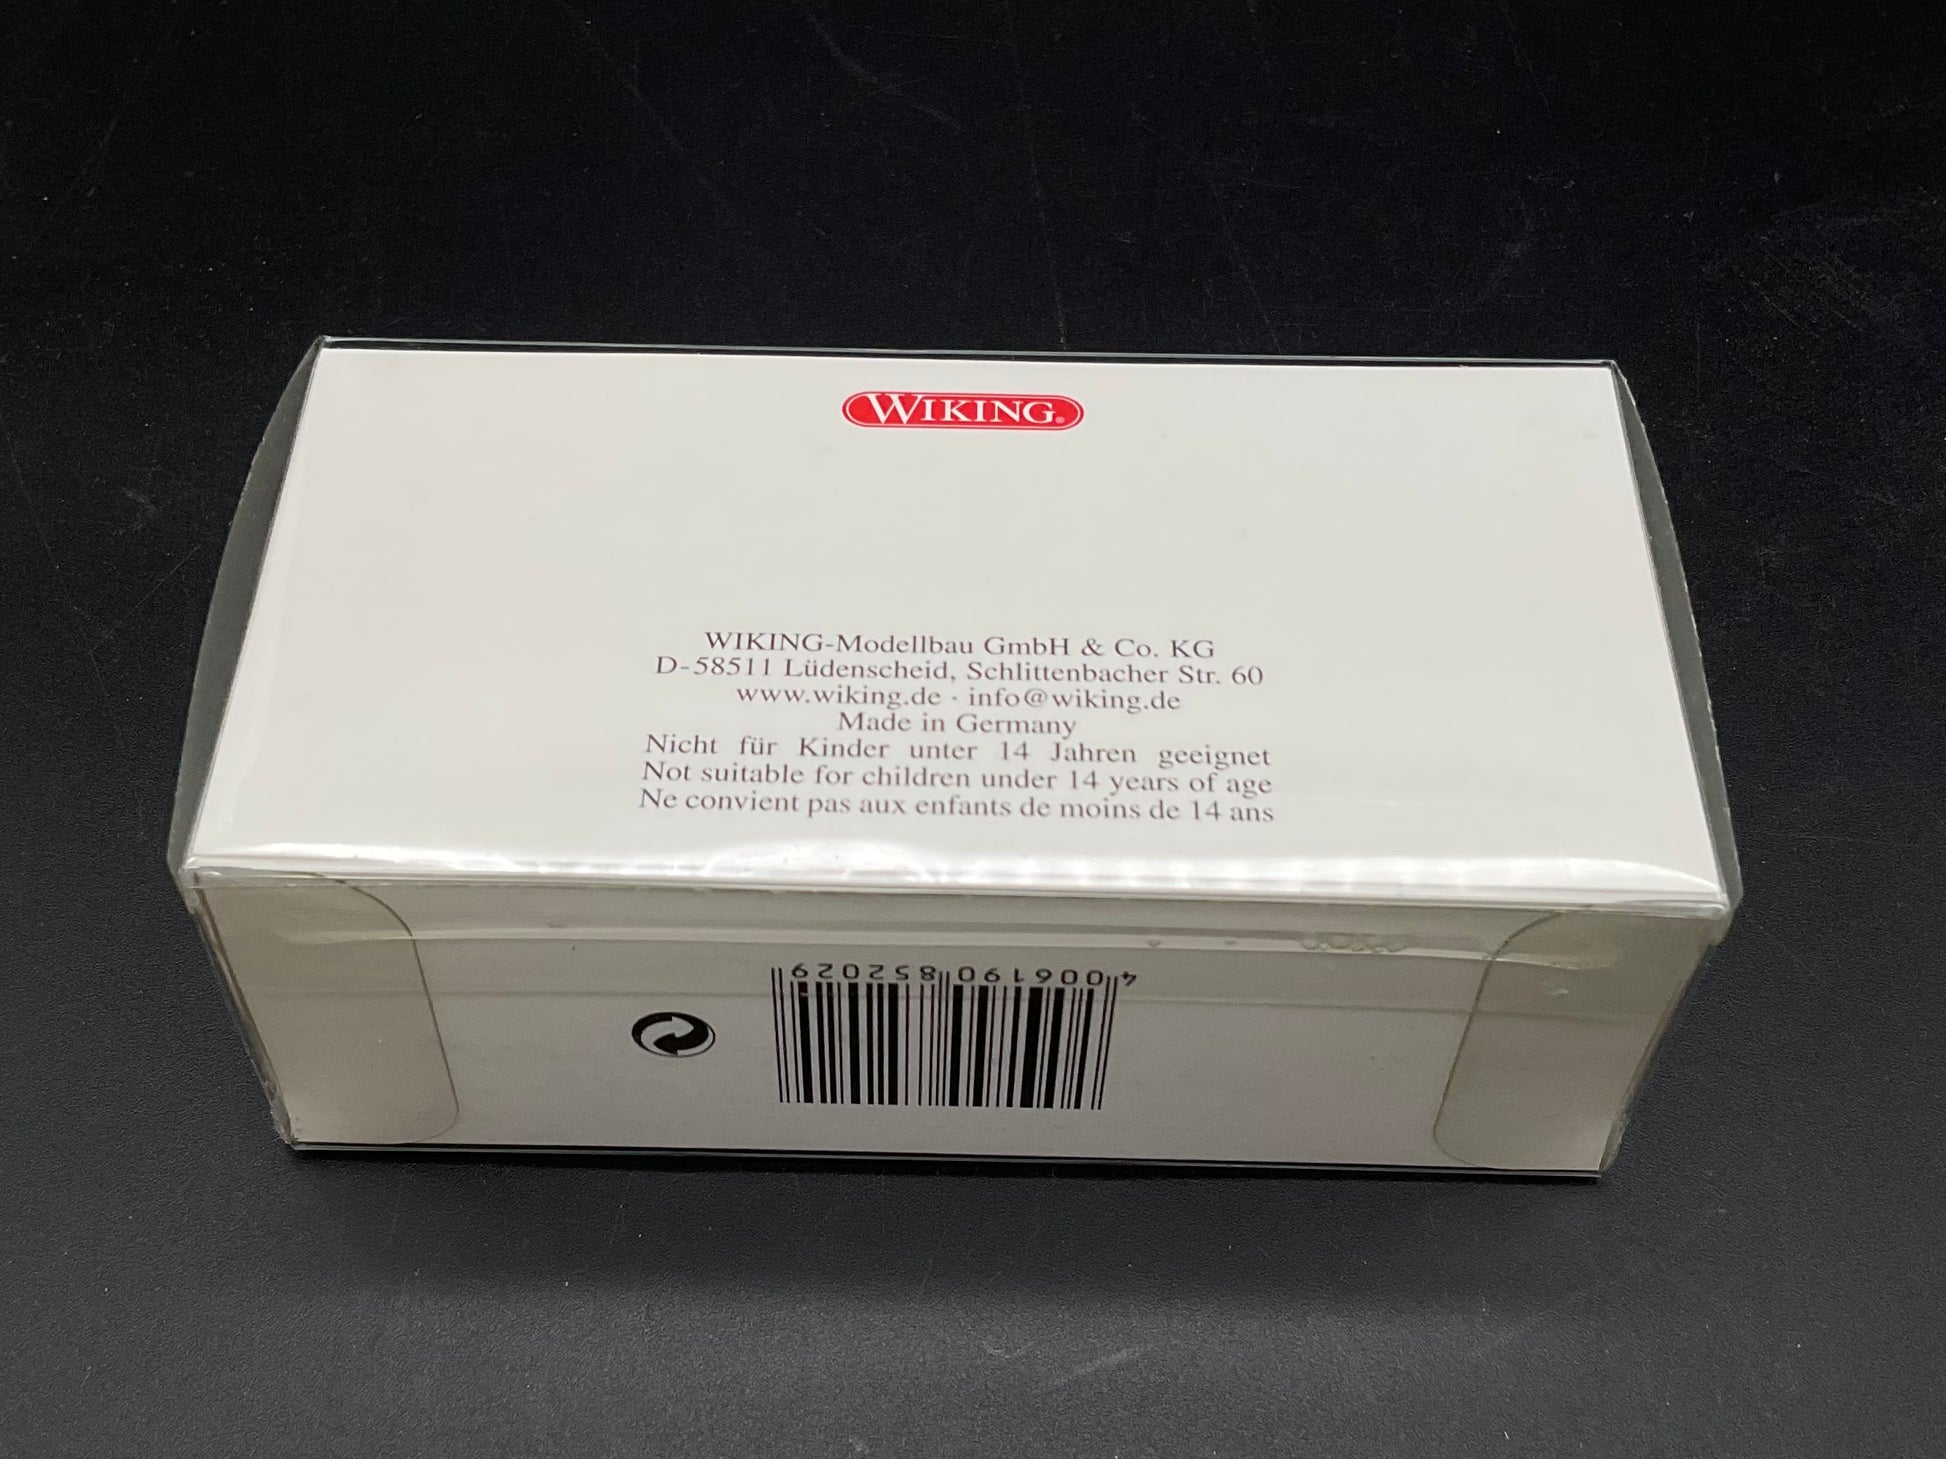 WIKING®
WIKING-Modellbau GmbH & Co. KG
D-58511 Lüdenscheid, Schlittenbacher Str. 60
www.wiking.de · info@wiking.de
Made in Germany
Nicht für Kinder unter 14 Jahren geeignet
Not suitable for children under 14 years of age
Ne convient pas aux enfants de moins de 14 ans
4 006190 852029